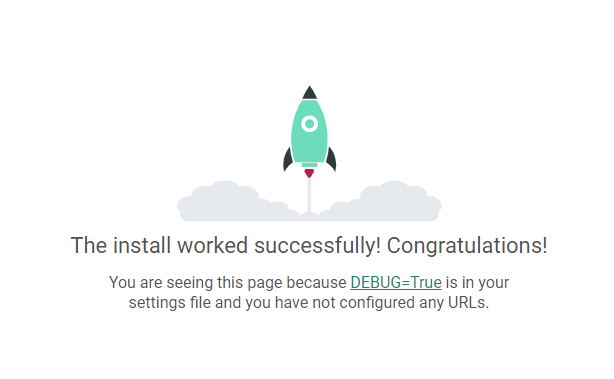 The install worked successfully! Congratulations!
You are seeing this page because DEBUG=True is in your
settings file and you have not configured any URLs.